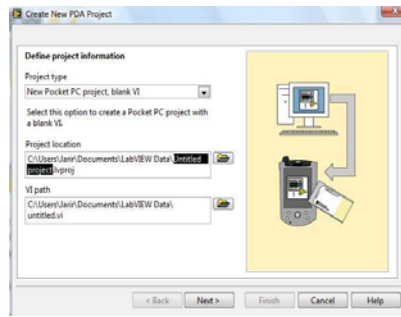 Create New PDA Project
Define project information
Project type
New Pocket PC project, blank VI
Select this option to create a Pocket PC project with
a blank VI.
Project location
C:\Users\Jarir\Documents\LabVIEW Data\Untitled
project.lvproj
VI path
C:\Users\Jarir\Documents\LabVIEW Data\
untitled.vi
< Back Next > Finish Cancel Help